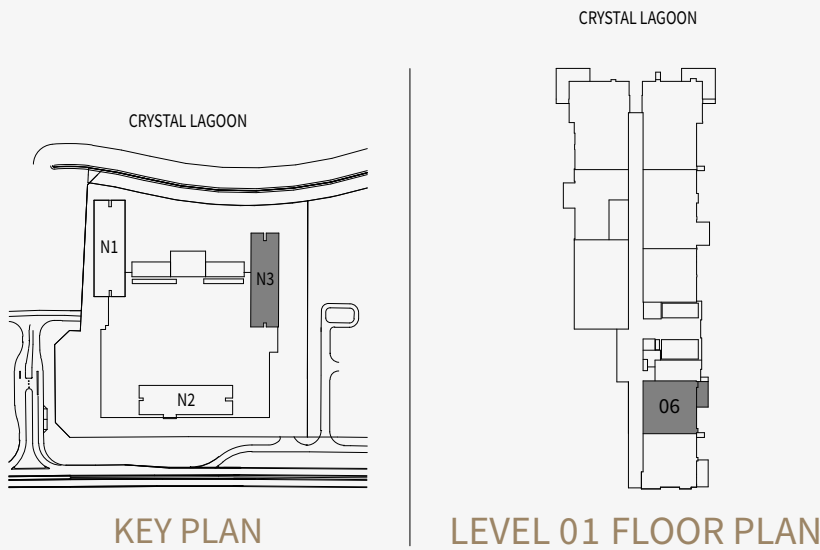 CRYSTAL LAGOON
N1
N3
N2
KEY PLAN
CRYSTAL LAGOON
06
LEVEL 01 FLOOR PLAN